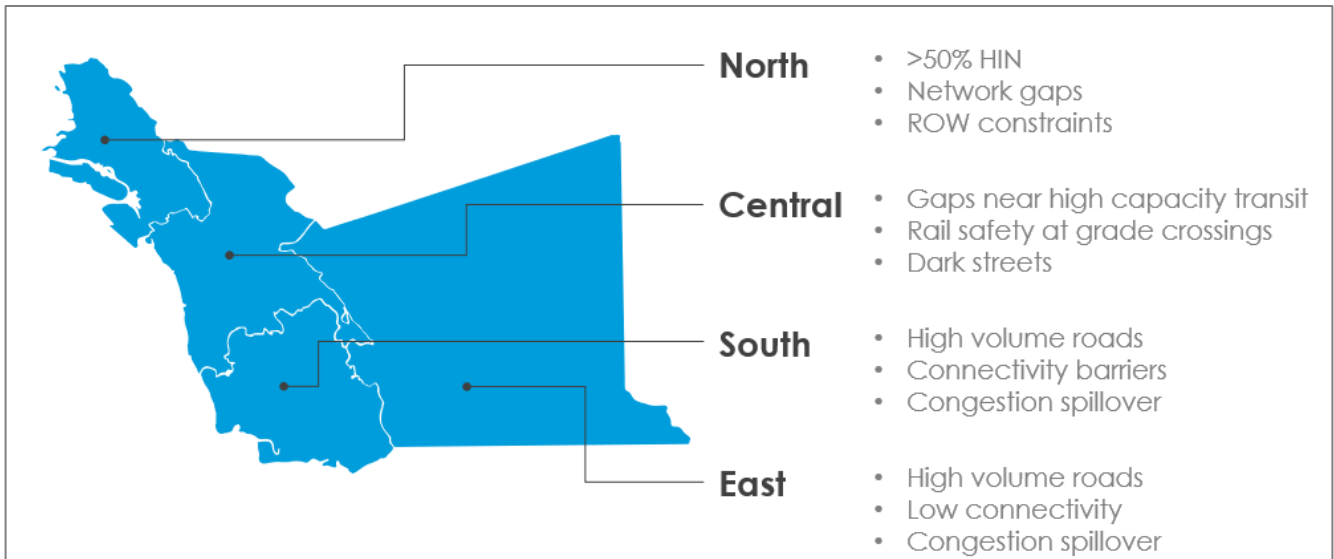 North
• >50% HIN
• Network gaps
• ROW constraints
Central
• Gaps near high capacity transit
• Rail safety at grade crossings
• Dark streets
South
• High volume roads
• Connectivity barriers
• Congestion spillover
East
• High volume roads
• Low connectivity
• Congestion spillover